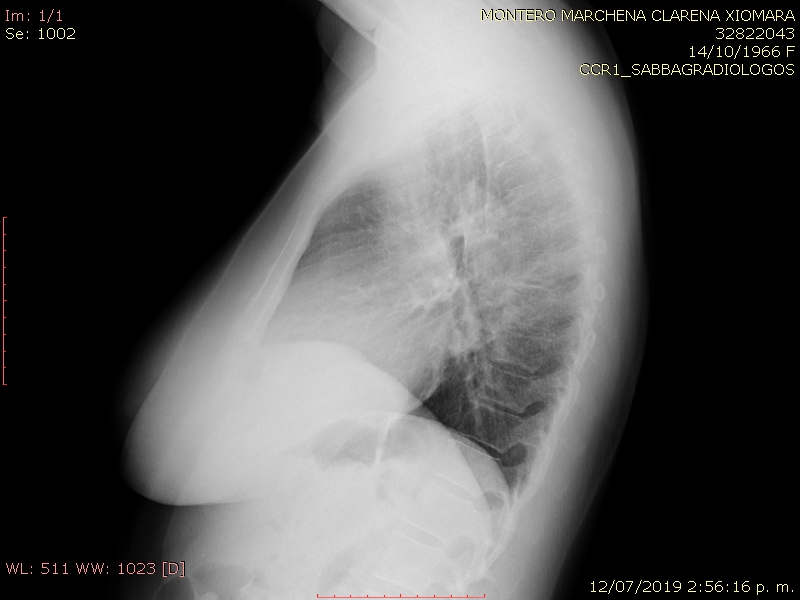 Im: 1/1
Se: 1002
MONTERO MARCHENA CLARENA XIOMARA
32822043
14/10/1966 F
CCR1_SABBAGRADIOLOGOS
WL: 511 WW: 1023 [D]
12/07/2019 2:56:16 p. m.